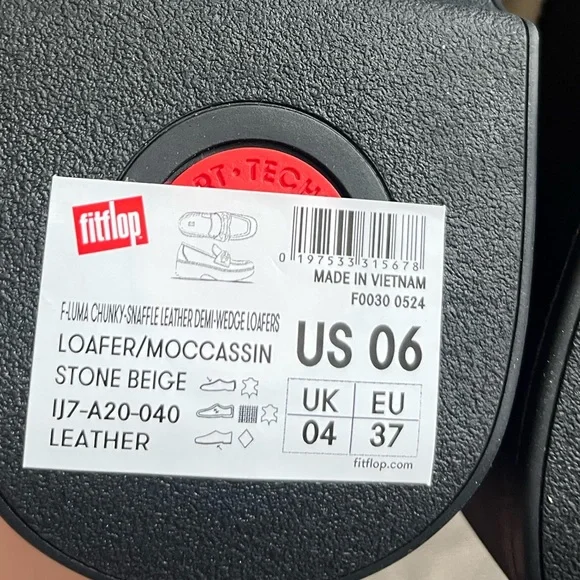 RT • TECH
fitflop
0 197533 315678
MADE IN VIETNAM
F0030 0524
F-LUMA CHUNKY-SNAFFLE LEATHER DEMI-WEDGE LOAFERS
LOAFER/MOCCASSIN
STONE BEIGE
IJ7-A20-040
LEATHER
US 06
UK EU
04 37
fitflop.com